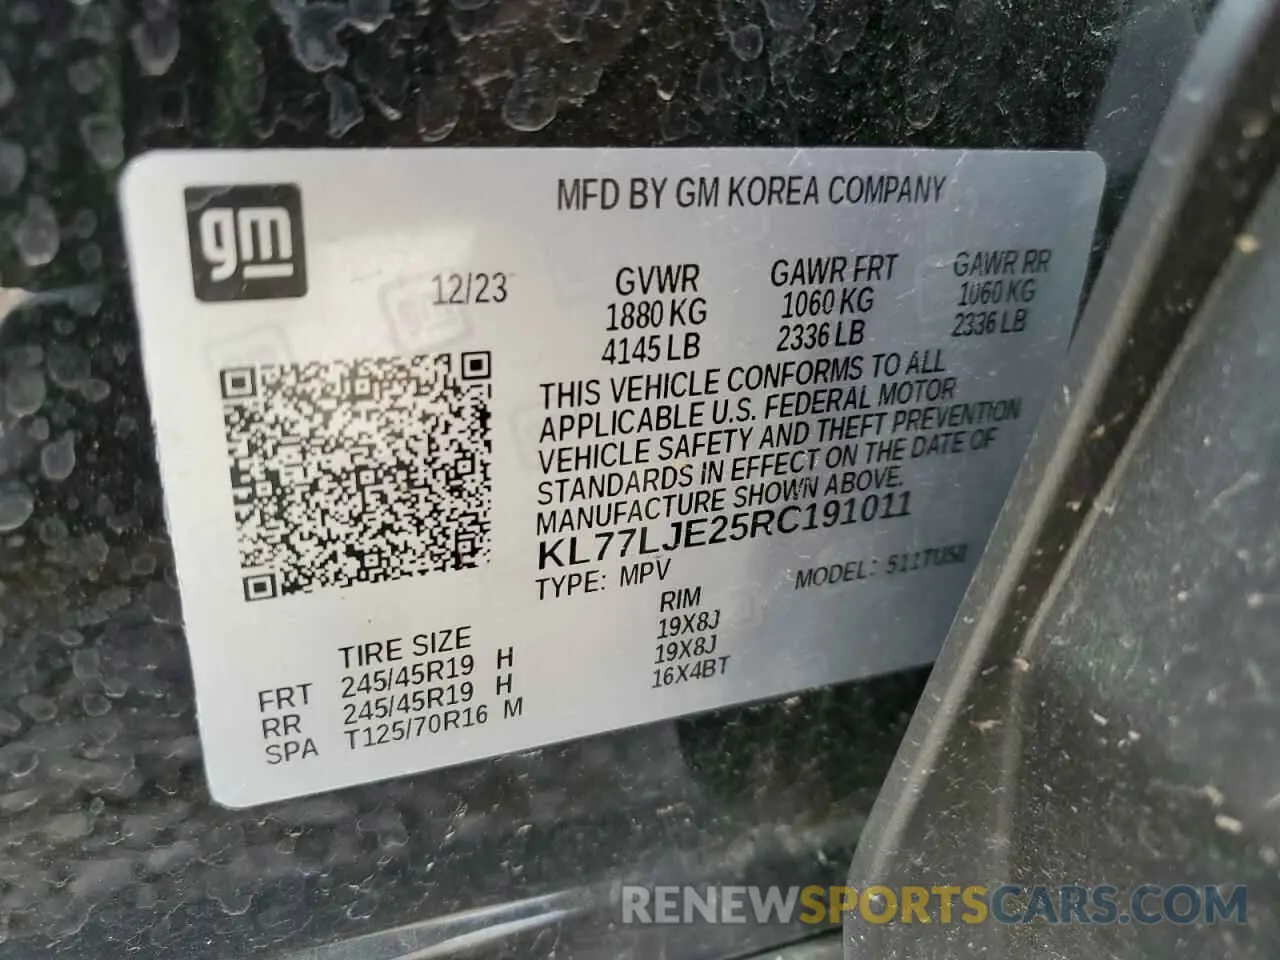 gm
MFD BY GM KOREA COMPANY
12/23
GVWR
1880 KG
4145 LB
GAWR FRT
1060 KG
2336 LB
GAWR RR
1060 KG
2336 LB
THIS VEHICLE CONFORMS TO ALL
APPLICABLE U.S. FEDERAL MOTOR
VEHICLE SAFETY AND THEFT PREVENTION
STANDARDS IN EFFECT ON THE DATE OF
MANUFACTURE SHOWN ABOVE.
KL77LJE25RC191011
TYPE: MPV
MODEL:
TIRE SIZE
RIM
FRT 245/45R19 H 19X8J
RR 245/45R19 H 19X8J
SPA T125/70R16 M 16X4BT
RENEWSPORTSCARS.COM